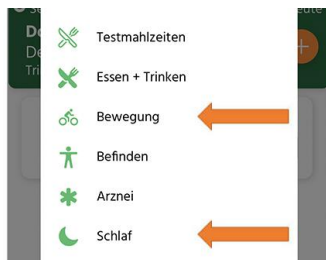 Testmahlzeiten
Essen + Trinken
Bewegung
Befinden
Arznei
Schlaf